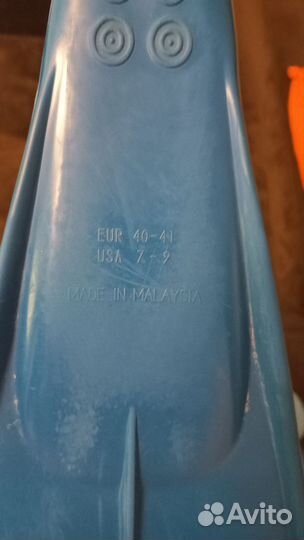 EUR 40-41
USA 7-9
MADE IN MALAYSIA
Avito